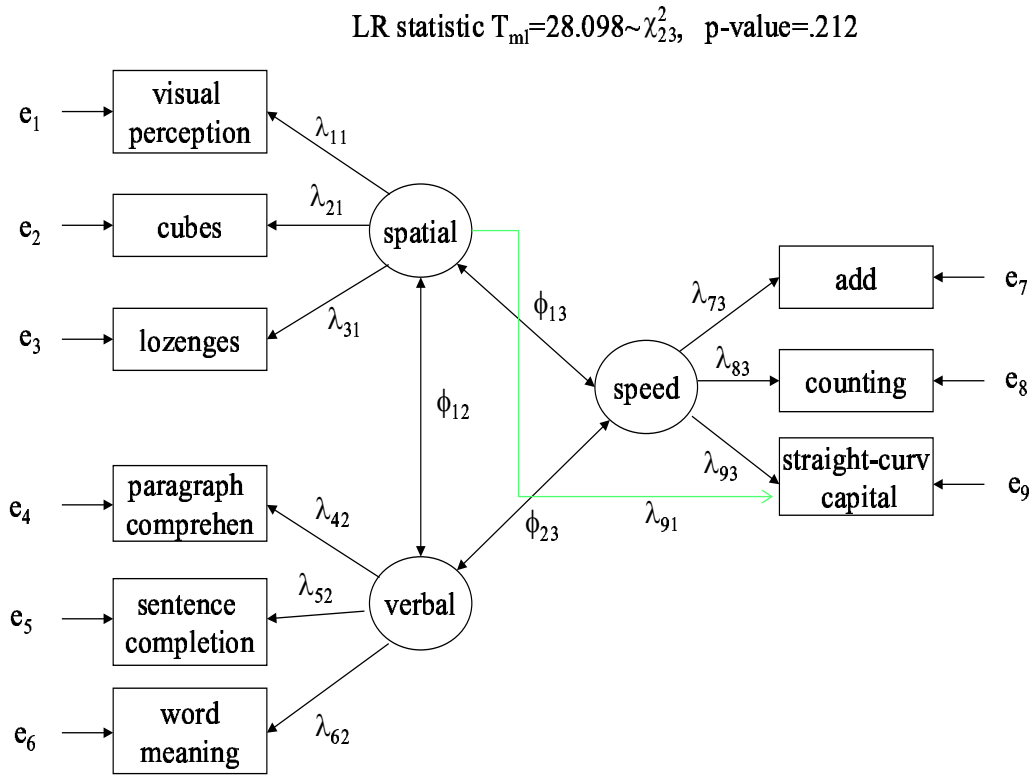 LR statistic Tml=28.098~χ²23, p-value=.212
e1
visual
perception
λ11
e2
cubes
λ21
spatial
e3
lozenges
λ31
ϕ13
ϕ12
speed
λ73
add
e7
λ83
counting
e8
λ93
straight-curv
capital
e9
λ91
ϕ23
e4
paragraph
comprehen
λ42
e5
sentence
completion
λ52
verbal
e6
word
meaning
λ62